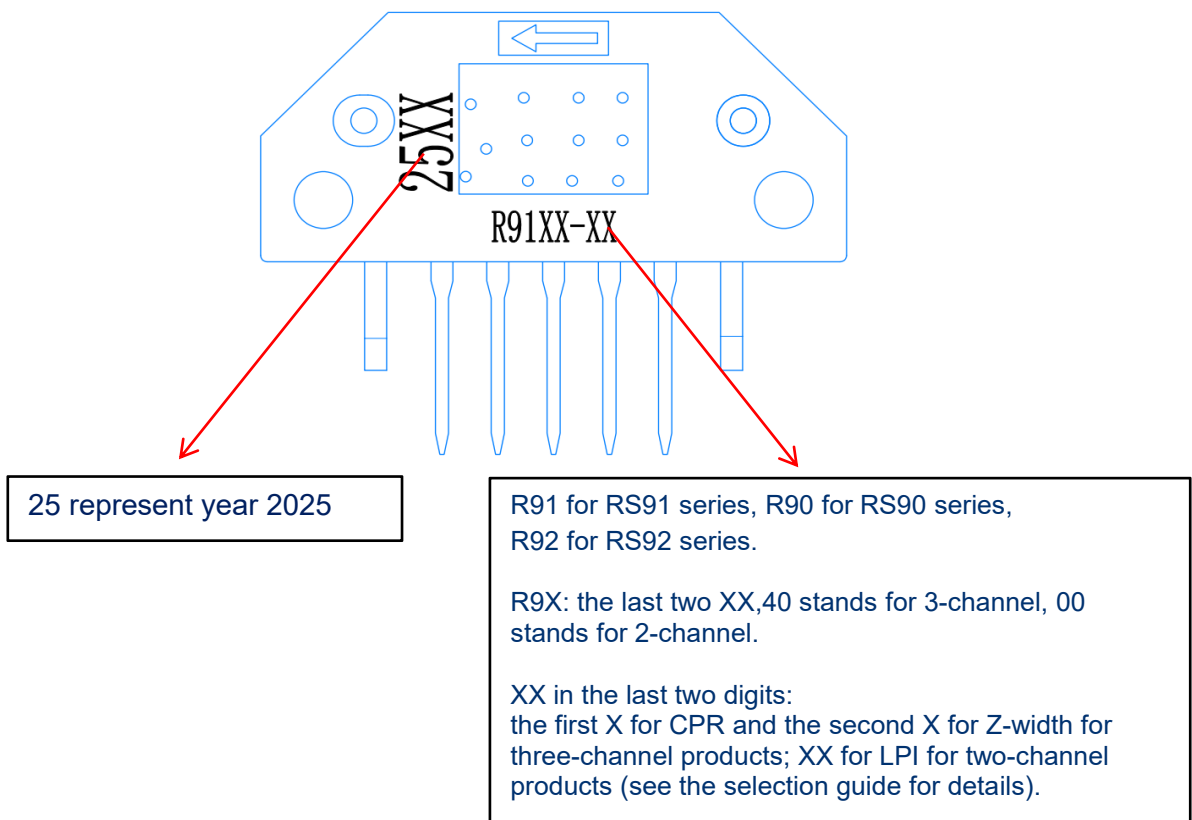 25XX
R91XX-XX
25 represent year 2025
R91 for RS91 series, R90 for RS90 series,
R92 for RS92 series.
R9X: the last two XX,40 stands for 3-channel, 00
stands for 2-channel.
XX in the last two digits:
the first X for CPR and the second X for Z-width for
three-channel products; XX for LPI for two-channel
products (see the selection guide for details).